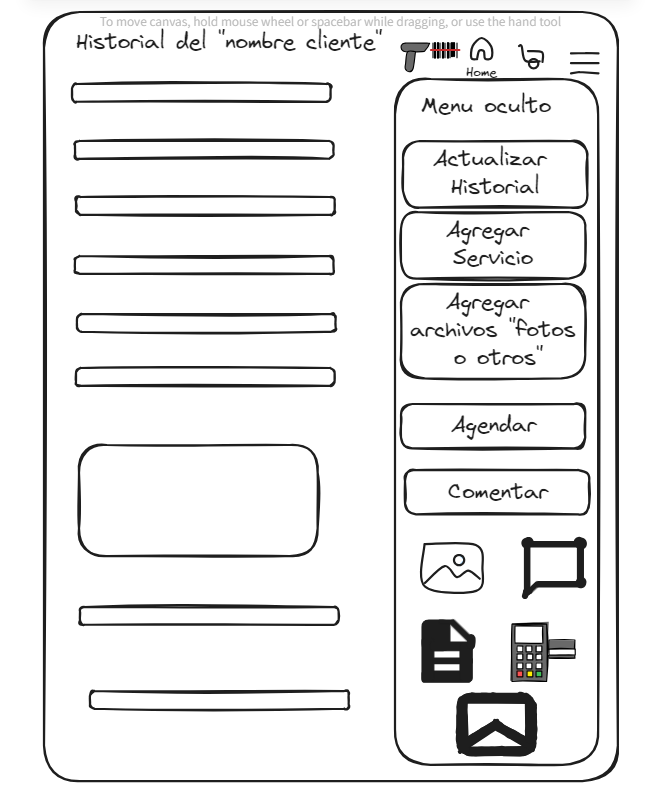 To move canvas, hold mouse wheel or spacebar while dragging, or use the hand tool
Historial del "nombre cliente"
Home
Menu oculto
Actualizar
Historial
Agregar
Servicio
Agregar
archivos "fotos
o otros"
Agendar
Comentar